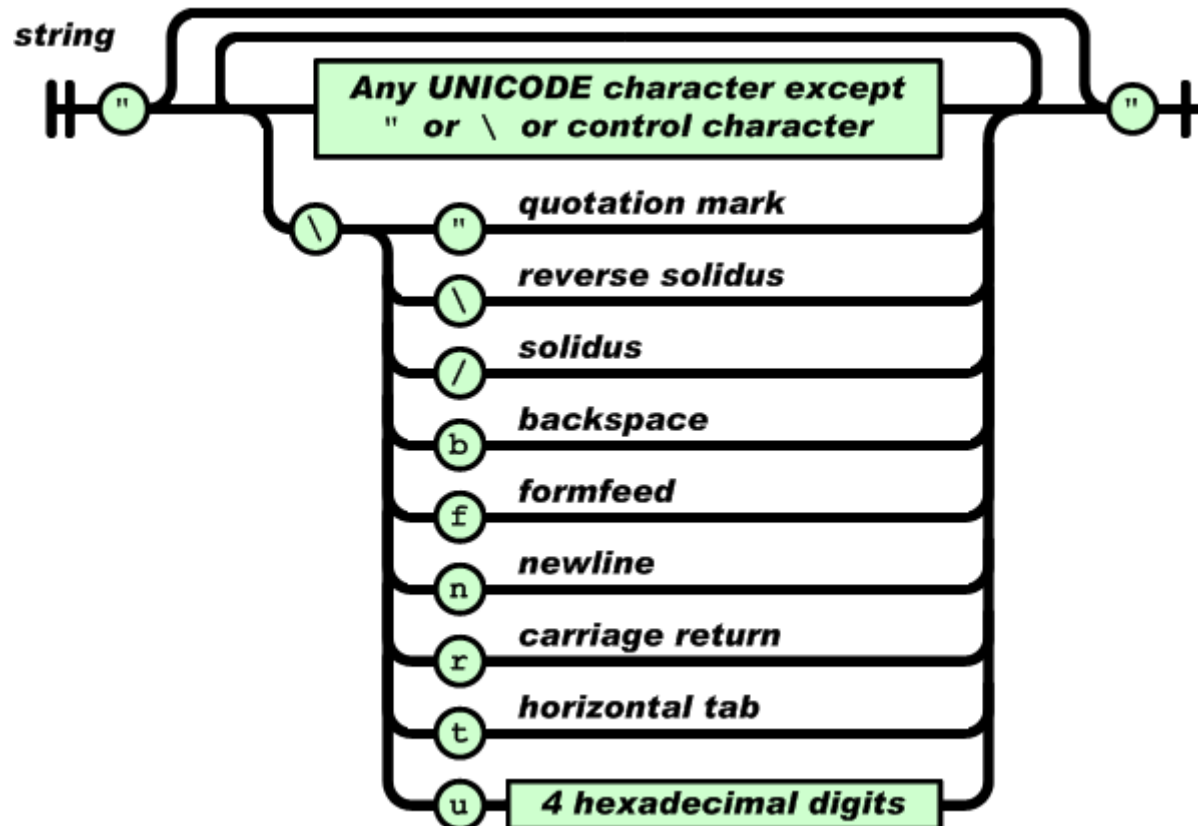 string
" Any UNICODE character except "
" or \ or control character
\ " quotation mark
\ reverse solidus
/ solidus
b backspace
f formfeed
n newline
r carriage return
t horizontal tab
u 4 hexadecimal digits